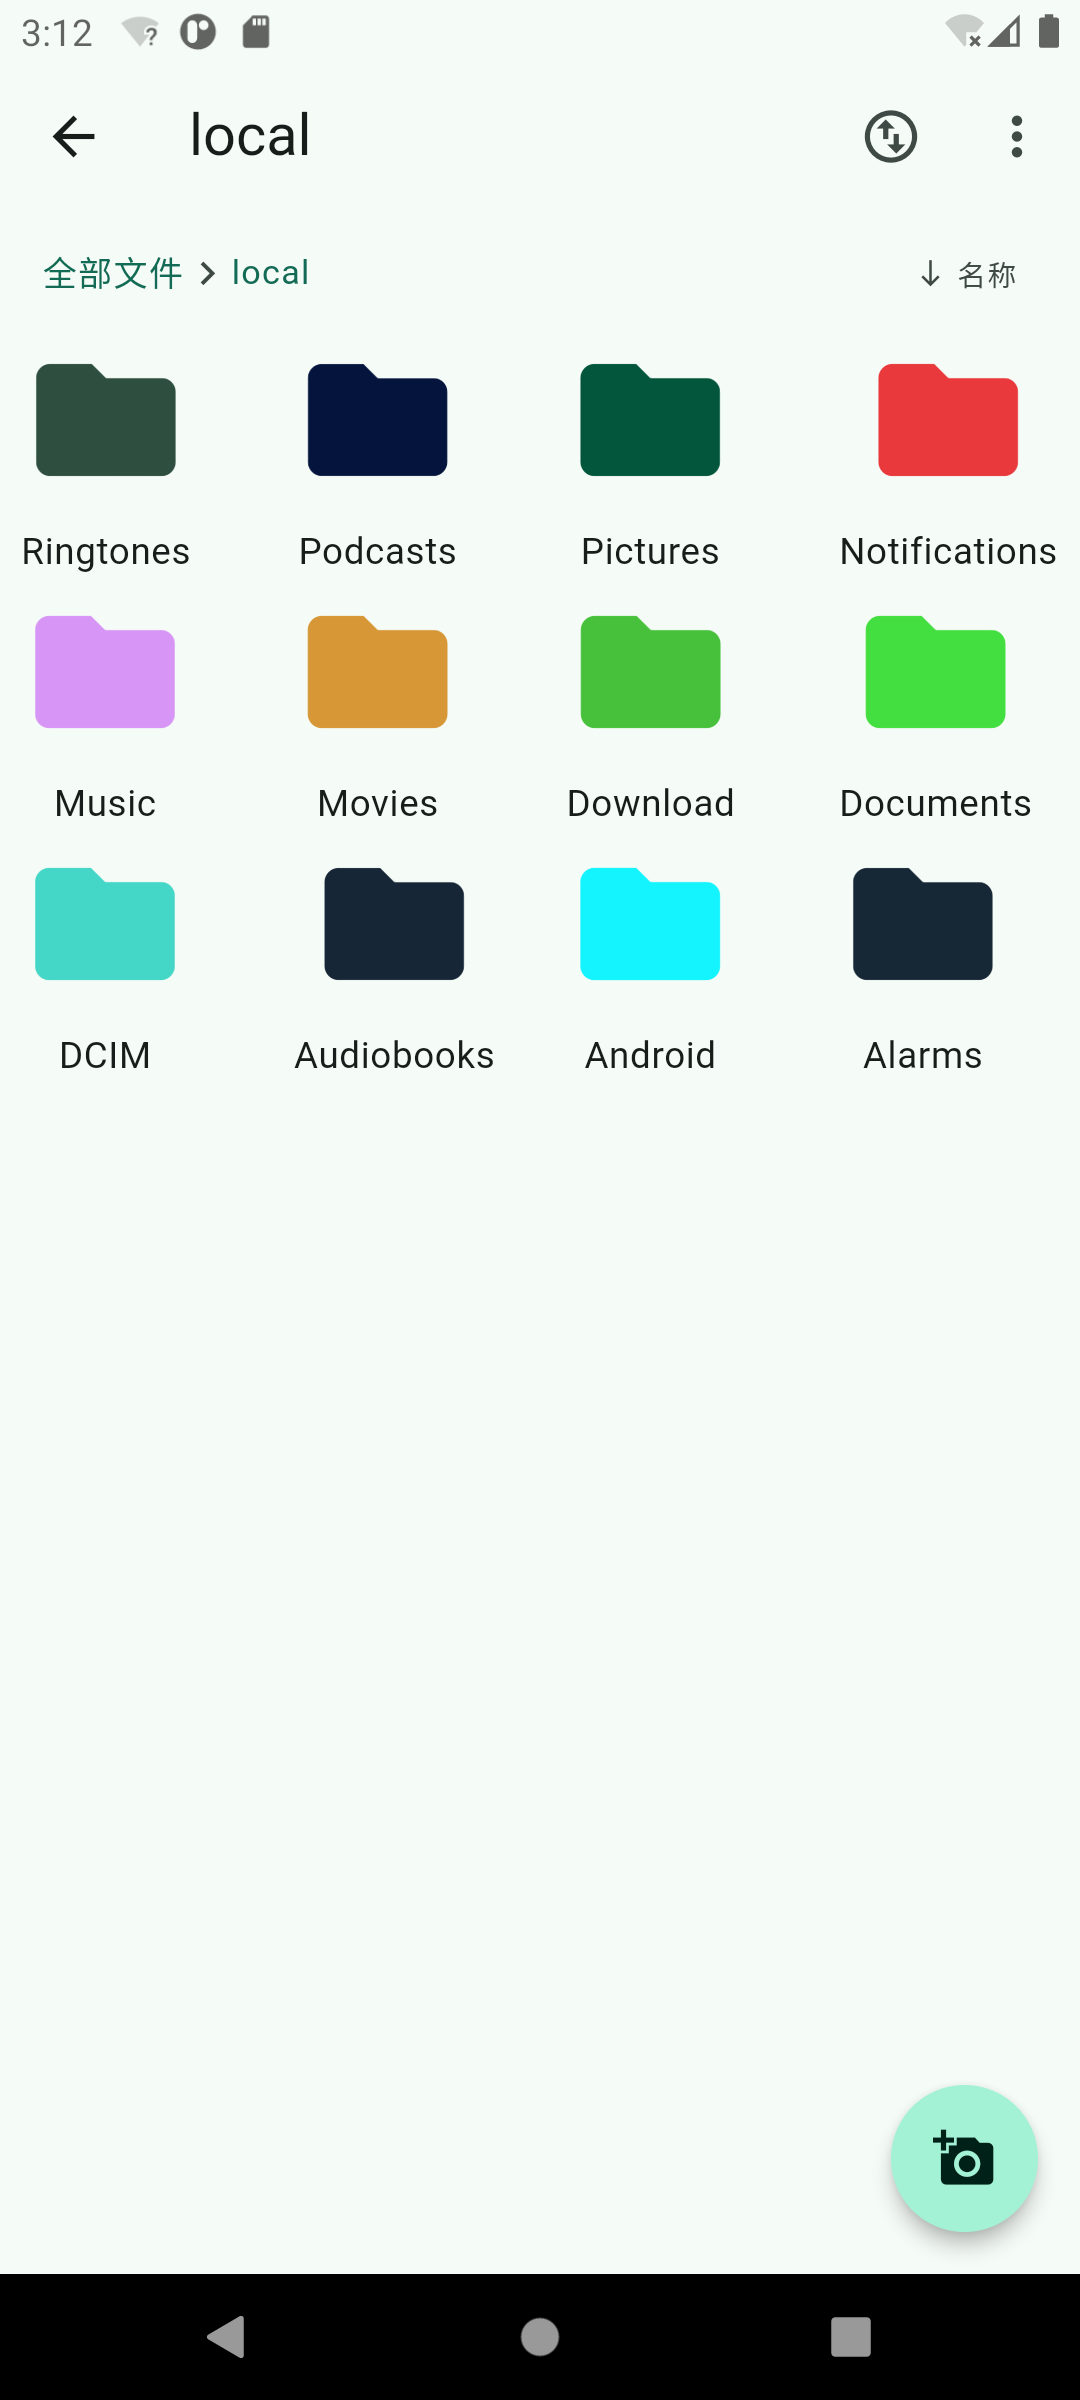 3:12
local
全部文件 local
名称
Ringtones Podcasts Pictures Notifications
Music Movies Download Documents
DCIM Audiobooks Android Alarms